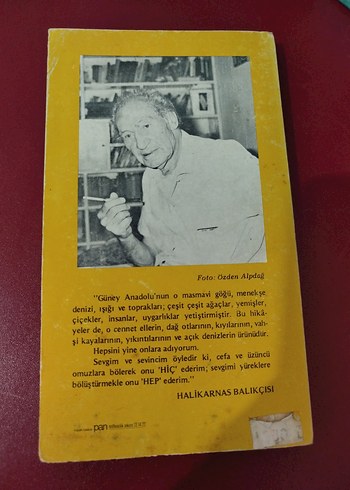 Foto: Özden Alpdağ
"Güney Anadolu'nun o masmavi göğü, menekşe
denizi, ışığı ve toprakları; çeşit çeşit ağaçlar, yemişler,
çiçekler, insanlar, uygarlıklar yetiştirmiştir. Bu hikâ-
yeler de, o cennet ellerin, dağ otlarının, kıyılarının, vah-
şi kayalarının, yıkıntılarının ve açık denizlerin ürünüdür.
Hepsini yine onlara adıyorum.
Sevgim ve sevincim öyledir ki, cefa ve üzüncü
omuzlara bölerek onu 'HİÇ' ederim; sevgimi yüreklere
bölüştürmekle onu 'HEP' ederim."
HALİKARNAS BALIKÇISI
pan